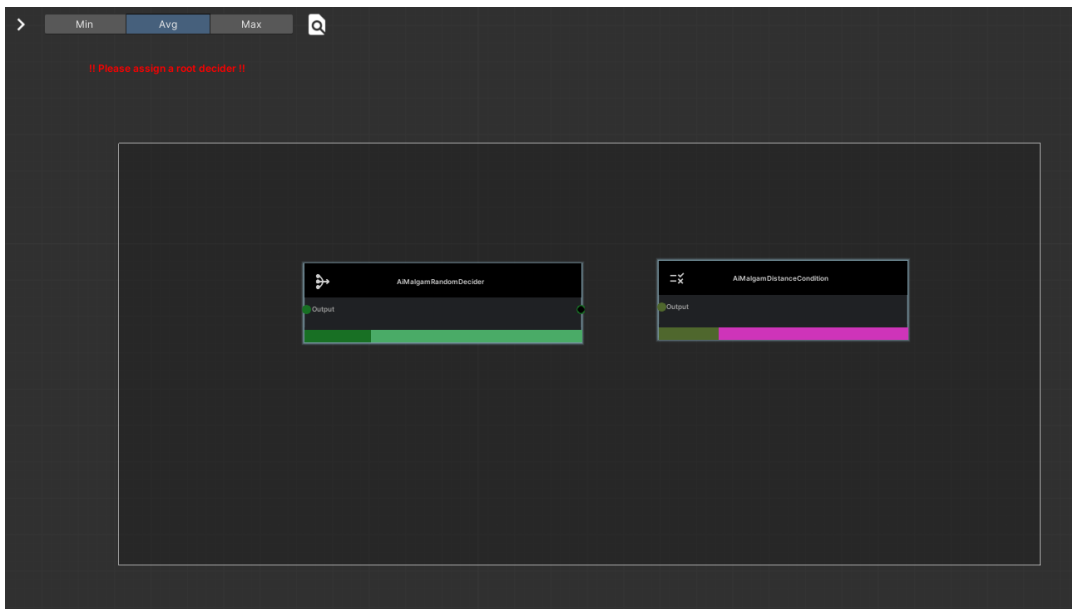 Min Avg Max
!! Please assign a root decider !!
AiMalgamRandomDecider
Output
AiMalgamDistanceCondition
Output